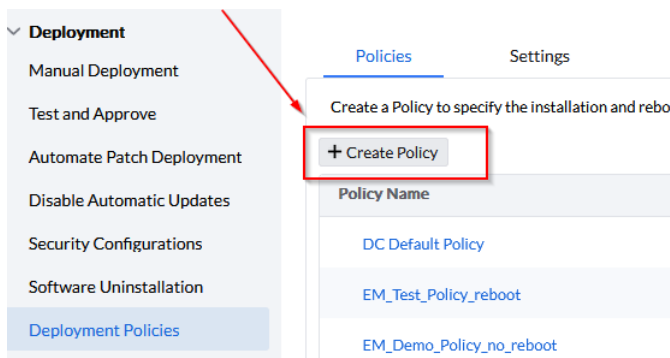 Deployment
Manual Deployment
Test and Approve
Automate Patch Deployment
Disable Automatic Updates
Security Configurations
Software Uninstallation
Deployment Policies
Policies Settings
Create a Policy to specify the installation and rebo
+ Create Policy
Policy Name
DC Default Policy
EM_Test_Policy_reboot
EM_Demo_Policy_no_reboot